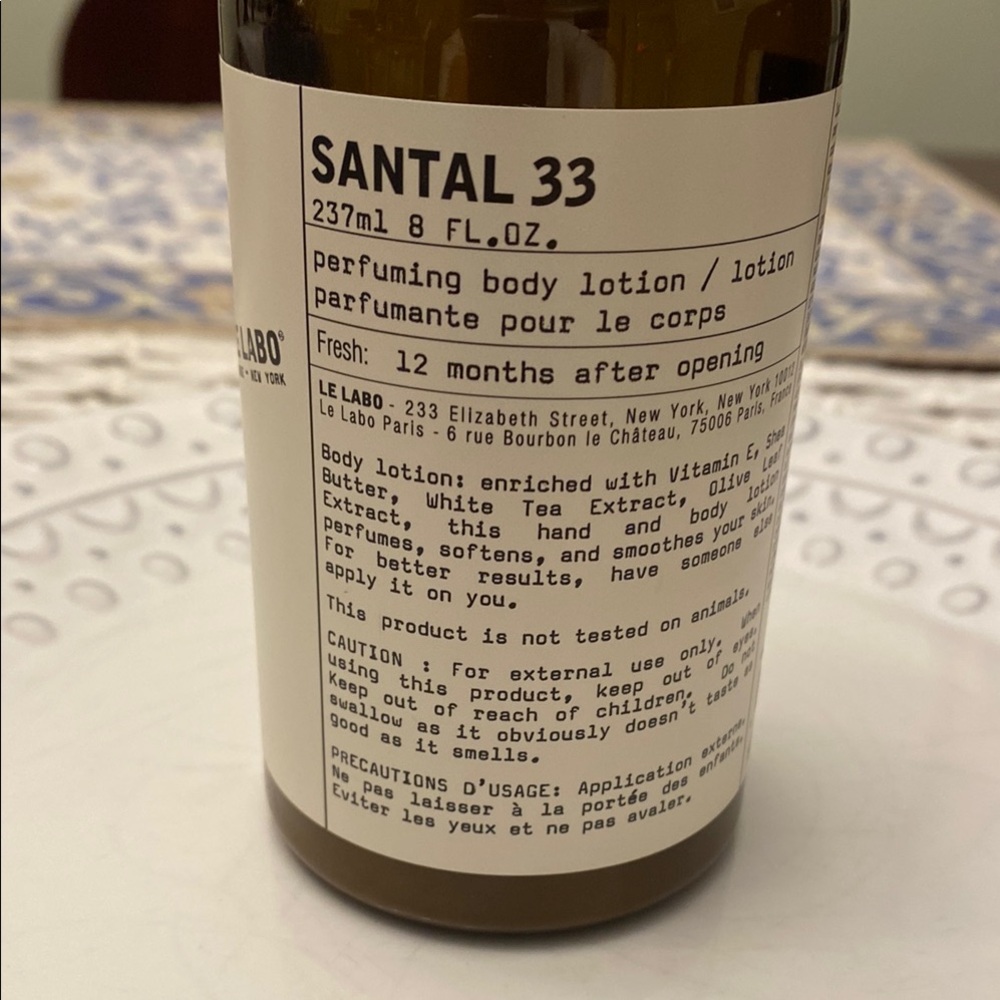 SANTAL 33
237ml 8 FL.OZ.
perfuming body lotion / lotion
parfumante pour le corps
Fresh: 12 months after opening
LE LABO - 233 Elizabeth Street, New York, New York 10012
Le Labo Paris - 6 rue Bourbon le Château, 75006 Paris, France
Body lotion: enriched with Vitamin E, Shea
Butter, White Tea Extract, Olive Leaf
Extract, this hand and body lotion
perfumes, softens, and smoothes your skin.
For better results, have someone else
apply it on you.
This product is not tested on animals.
CAUTION : For external use only. When
using this product, keep out of eyes.
Keep out of reach of children. Do not
swallow as it obviously doesn't taste as
good as it smells.
PRECAUTIONS D'USAGE: Application externe.
Ne pas laisser à la portée des enfants.
Eviter les yeux et ne pas avaler.
LABO®
NEW YORK